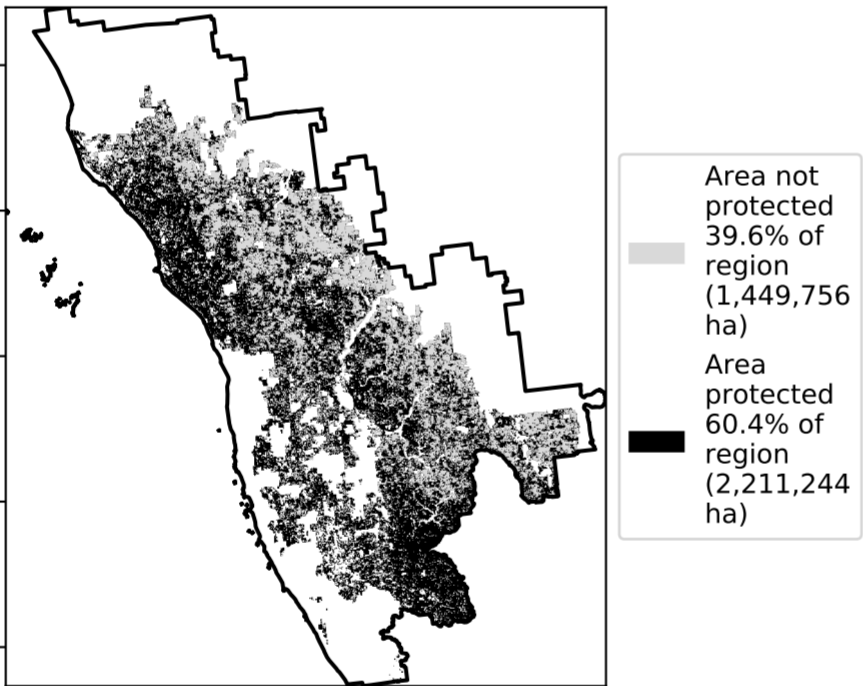 Area not
protected
39.6% of
region
(1,449,756
ha)
Area
protected
60.4% of
region
(2,211,244
ha)